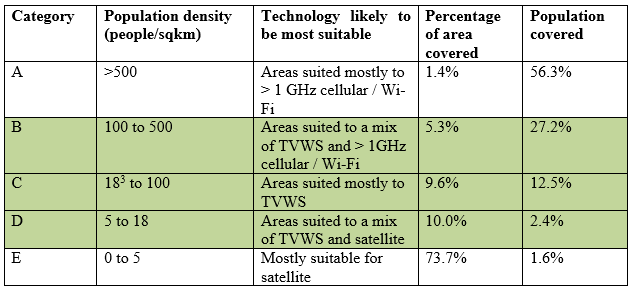 Category Population density Technology likely to Percentage Population
(people/sqkm) be most suitable of area covered
covered
A >500 Areas suited mostly to 1.4% 56.3%
> 1 GHz cellular / Wi-
Fi
B 100 to 500 Areas suited to a mix 5.3% 27.2%
of TVWS and > 1GHz
cellular / Wi-Fi
C 18³ to 100 Areas suited mostly to 9.6% 12.5%
TVWS
D 5 to 18 Areas suited to a mix 10.0% 2.4%
of TVWS and satellite
E 0 to 5 Mostly suitable for 73.7% 1.6%
satellite